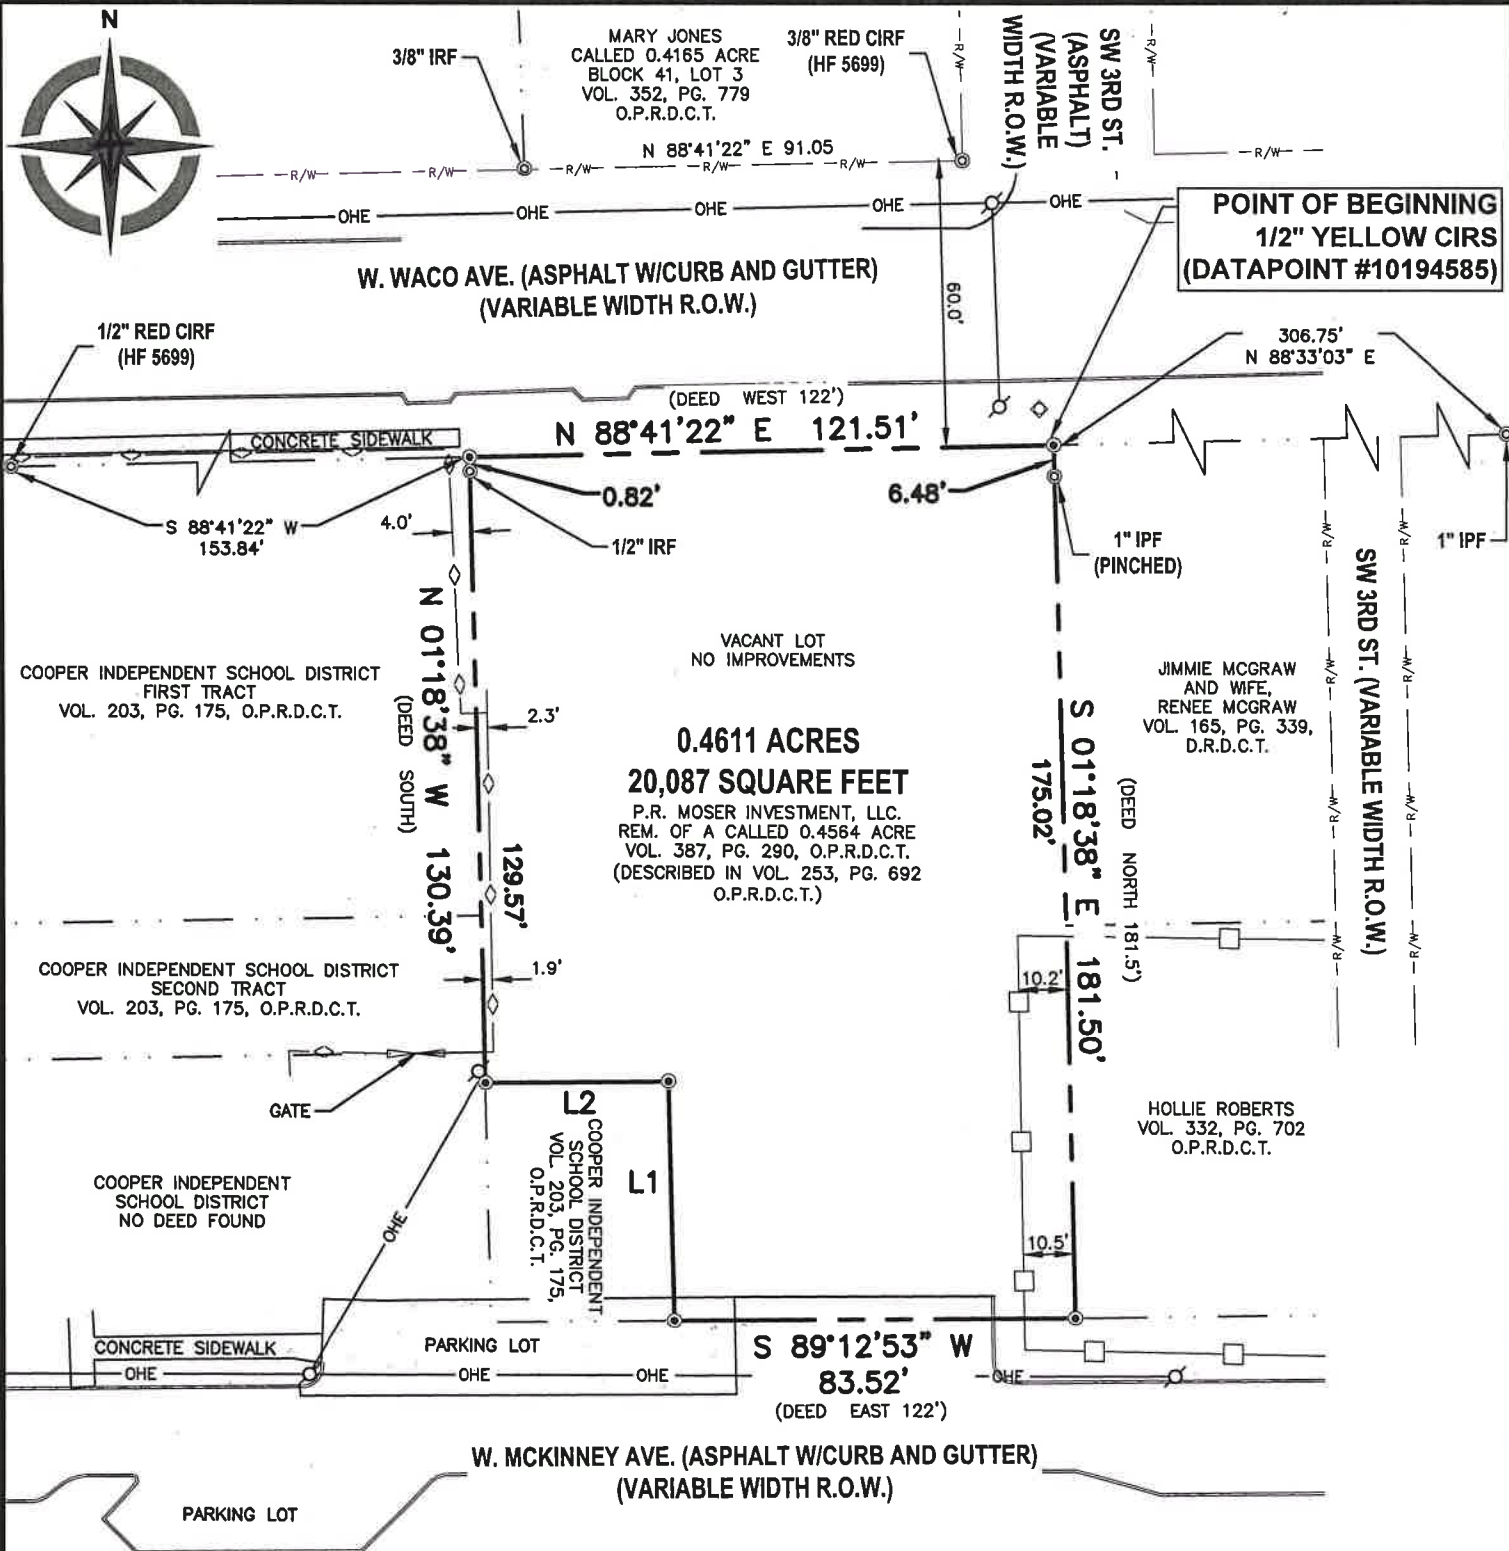 N
3/8" IRF
MARY JONES
CALLED 0.4165 ACRE
BLOCK 41, LOT 3
VOL. 352, PG. 779
O.P.R.D.C.T.
3/8" RED CIRF
(HF 5699)
SW 3RD ST.
(ASPHALT)
(VARIABLE
WIDTH R.O.W.)
R/W
R/W
N 88°41'22" E 91.05
R/W
R/W
R/W
R/W
R/W
R/W
OHE
OHE
OHE
OHE
OHE
POINT OF BEGINNING
1/2" YELLOW CIRS
(DATAPOINT #10194585)
W. WACO AVE. (ASPHALT W/CURB AND GUTTER)
(VARIABLE WIDTH R.O.W.)
60.0'
1/2" RED CIRF
(HF 5699)
306.75'
N 88°33'03" E
(DEED WEST 122')
N 88°41'22" E 121.51'
CONCRETE SIDEWALK
0.82'
6.48'
S 88°41'22" W
153.84'
4.0'
1/2" IRF
1" IPF
(PINCHED)
1" IPF
R/W
R/W
R/W
R/W
R/W
R/W
R/W
R/W
SW 3RD ST. (VARIABLE WIDTH R.O.W.)
N 01°18'38" W 130.39'
(DEED SOUTH)
129.57'
VACANT LOT
NO IMPROVEMENTS
COOPER INDEPENDENT SCHOOL DISTRICT
FIRST TRACT
VOL. 203, PG. 175, O.P.R.D.C.T.
2.3'
0.4611 ACRES
20,087 SQUARE FEET
P.R. MOSER INVESTMENT, LLC.
REM. OF A CALLED 0.4564 ACRE
VOL. 387, PG. 290, O.P.R.D.C.T.
(DESCRIBED IN VOL. 253, PG. 692
O.P.R.D.C.T.)
S 01°18'38" E 181.50'
175.02'
(DEED NORTH 181.5')
JIMMIE MCGRAW
AND WIFE,
RENEE MCGRAW
VOL. 165, PG. 339,
D.R.D.C.T.
COOPER INDEPENDENT SCHOOL DISTRICT
SECOND TRACT
VOL. 203, PG. 175, O.P.R.D.C.T.
1.9'
10.2'
GATE
L2
L1
COOPER INDEPENDENT
SCHOOL DISTRICT
VOL. 203, PG. 175,
O.P.R.D.C.T.
HOLLIE ROBERTS
VOL. 332, PG. 702
O.P.R.D.C.T.
COOPER INDEPENDENT
SCHOOL DISTRICT
NO DEED FOUND
OHE
10.5'
CONCRETE SIDEWALK
PARKING LOT
S 89°12'53" W
83.52'
(DEED EAST 122')
OHE
OHE
OHE
OHE
W. MCKINNEY AVE. (ASPHALT W/CURB AND GUTTER)
(VARIABLE WIDTH R.O.W.)
PARKING LOT